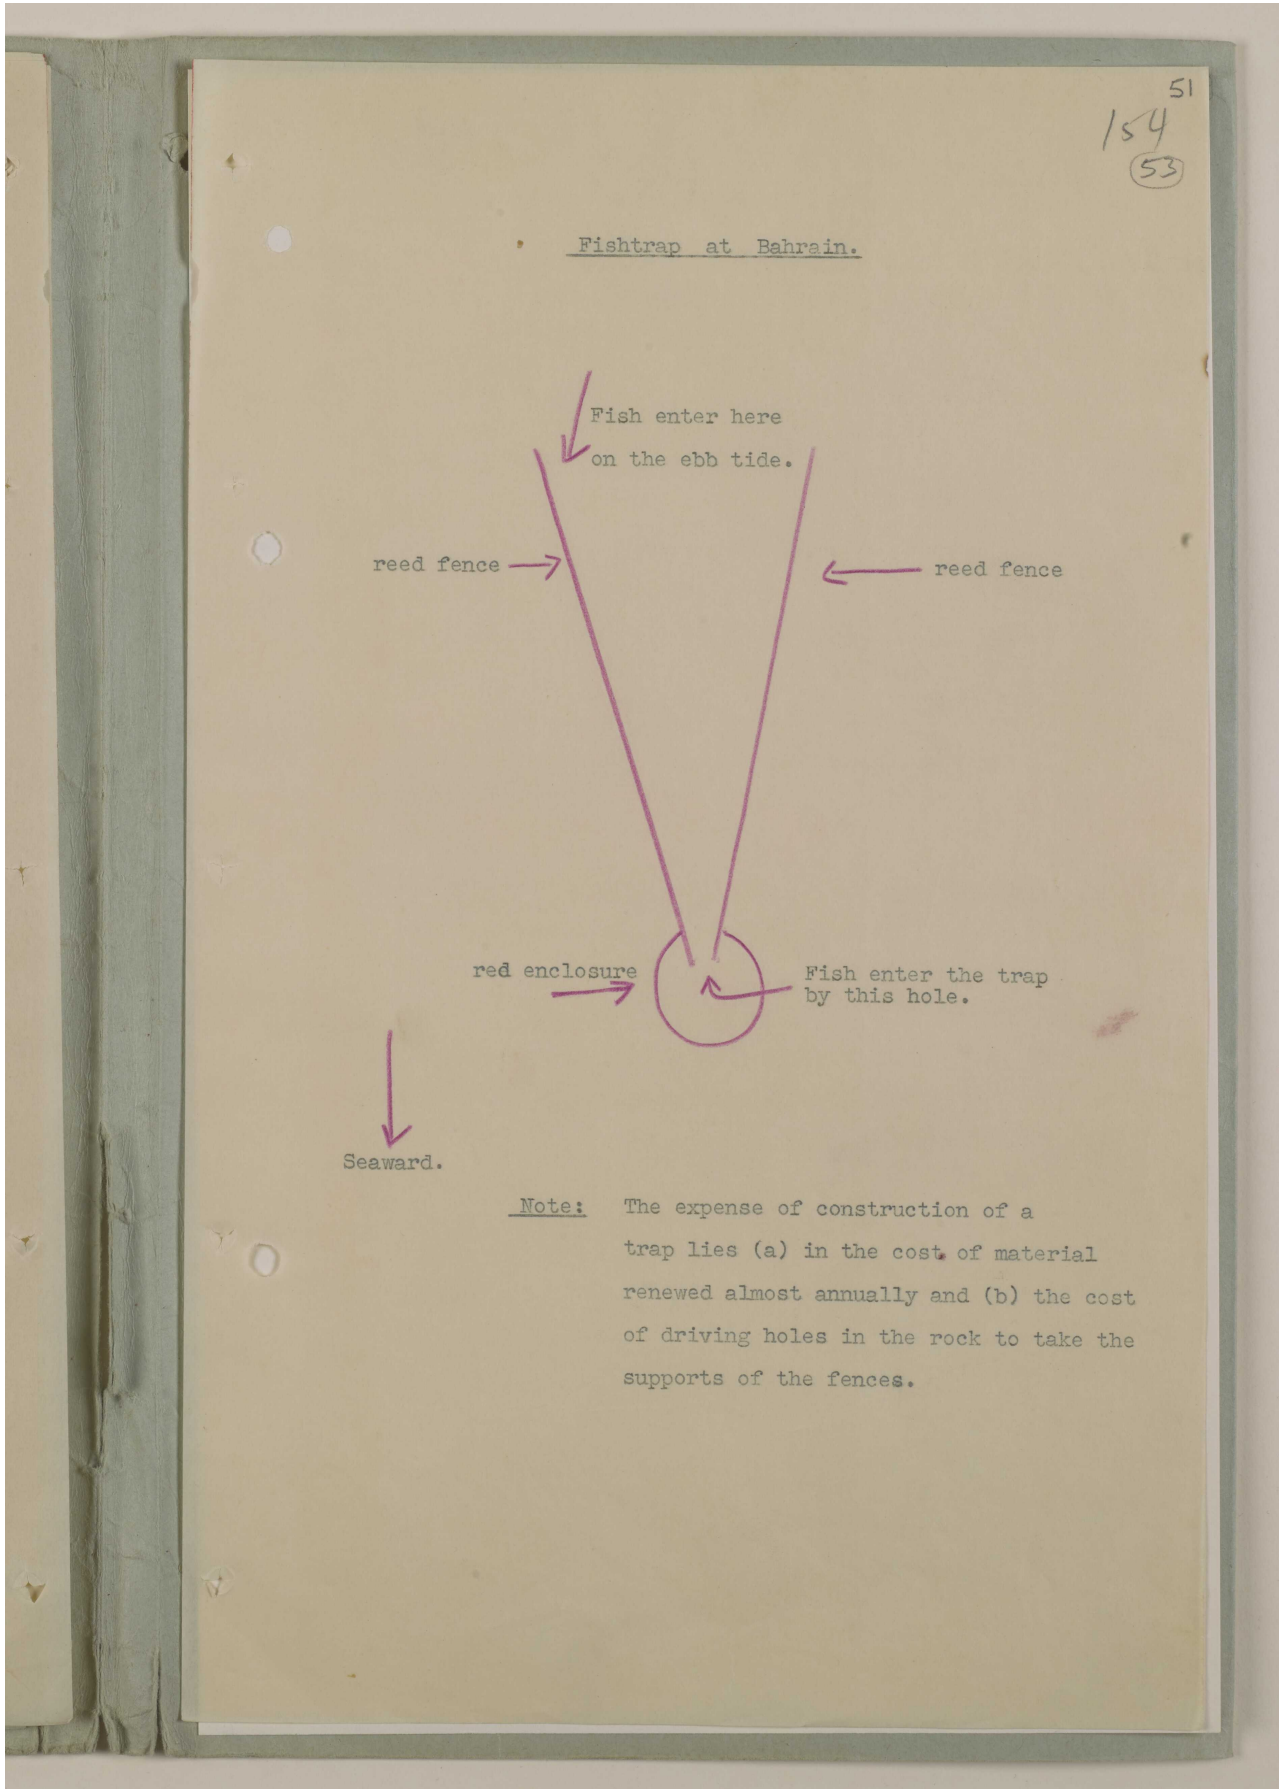 51
154
53
Fishtrap at Bahrain.
Fish enter here
on the ebb tide.
reed fence
reed fence
red enclosure
Fish enter the trap
by this hole.
Seaward.
Note: The expense of construction of a
trap lies (a) in the cost of material
renewed almost annually and (b) the cost
of driving holes in the rock to take the
supports of the fences.